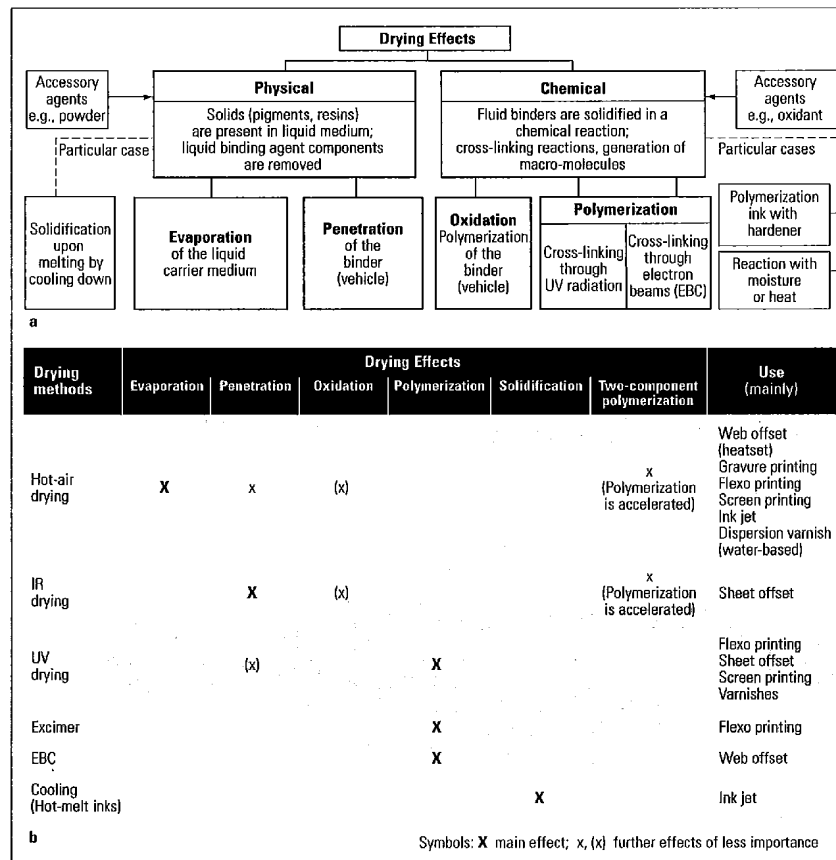 Drying Effects
Accessory
agents
e.g., powder
Physical
Solids (pigments, resins)
are present in liquid medium;
liquid binding agent components
are removed
Chemical
Fluid binders are solidified in a
chemical reaction;
cross-linking reactions, generation of
macro-molecules
Accessory
agents
e.g., oxidant
Particular case
Particular cases
Solidification
upon
melting by
cooling down
Evaporation
of the liquid
carrier medium
Penetration
of the
binder
(vehicle)
Oxidation
Polymerization
of the
binder
(vehicle)
Polymerization
Cross-linking
through
UV radiation
Cross-linking
through
electron
beams (EBC)
Polymerization
ink with
hardener
Reaction with
moisture
or heat
a
Drying
methods
Drying Effects
Evaporation
Penetration
Oxidation
Polymerization
Solidification
Two-component
polymerization
Use
(mainly)
Hot-air
drying
X
x
(x)
x
(Polymerization
is accelerated)
Web offset
(heatset)
Gravure printing
Flexo printing
Screen printing
Ink jet
Dispersion varnish
(water-based)
IR
drying
X
(x)
x
(Polymerization
is accelerated)
Sheet offset
UV
drying
(x)
X
Flexo printing
Sheet offset
Screen printing
Varnishes
Excimer
X
Flexo printing
EBC
X
Web offset
Cooling
(Hot-melt inks)
X
Ink jet
b
Symbols: X main effect; x, (x) further effects of less importance